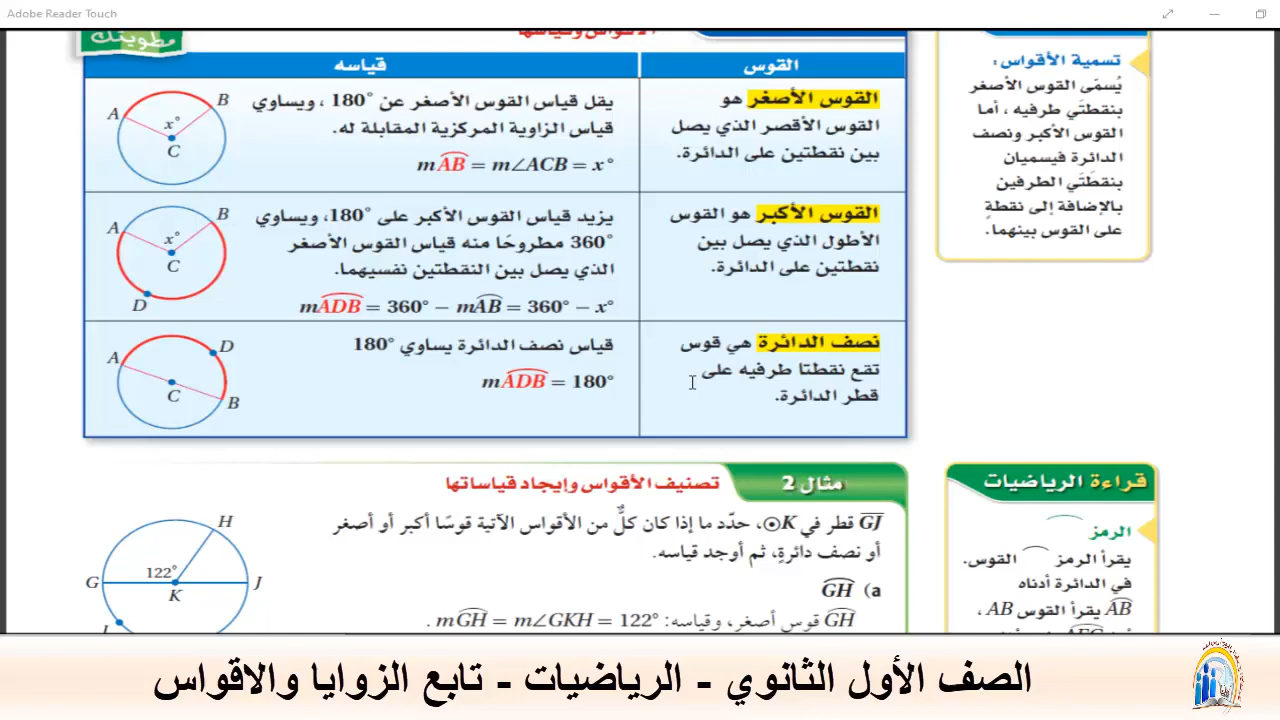 Adobe Reader Touch
مطويتك
الأقواس وقياسها
القوس
قياسه
القوس الأصغر هو
القوس الأقصر الذي يصل
بين نقطتين على الدائرة.
يقل قياس القوس الأصغر عن 180°، ويساوي
قياس الزاوية المركزية المقابلة له.
mAB = m∠ACB = x°
A
B
x°
C
القوس الأكبر هو القوس
الأطول الذي يصل بين
نقطتين على الدائرة.
يزيد قياس القوس الأكبر على 180°، ويساوي
360° مطروحًا منه قياس القوس الأصغر
الذي يصل بين النقطتين نفسيهما.
mADB = 360° − mAB = 360° − x°
A
B
x°
C
D
نصف الدائرة هي قوس
تقع نقطتا طرفيه على
قطر الدائرة.
قياس نصف الدائرة يساوي 180°
mADB = 180°
A
D
C
B
تسمية الأقواس:
يُسمّى القوس الأصغر
بنقطتَي طرفيه، أما
القوس الأكبر ونصف
الدائرة فيسميان
بنقطَتَي الطرفين
بالإضافة إلى نقطةٍ
على القوس بينهما.
مثال 2
تصنيف الأقواس وإيجاد قياساتها
GJ قطر في ⊙K، حدّد ما إذا كان كلٌّ من الأقواس الآتية قوسًا أكبر أو أصغر
أو نصف دائرةٍ، ثم أوجد قياسه.
a) GH
GH قوس أصغر، وقياسه: mGH = m∠GKH = 122°.
H
122°
G
K
J
قراءة الرياضيات
الرمز ⌒
يقرأ الرمز ⌒ القوس.
في الدائرة أدناه
AB يقرأ القوس AB،
الصف الأول الثانوي - الرياضيات - تابع الزوايا والاقواس